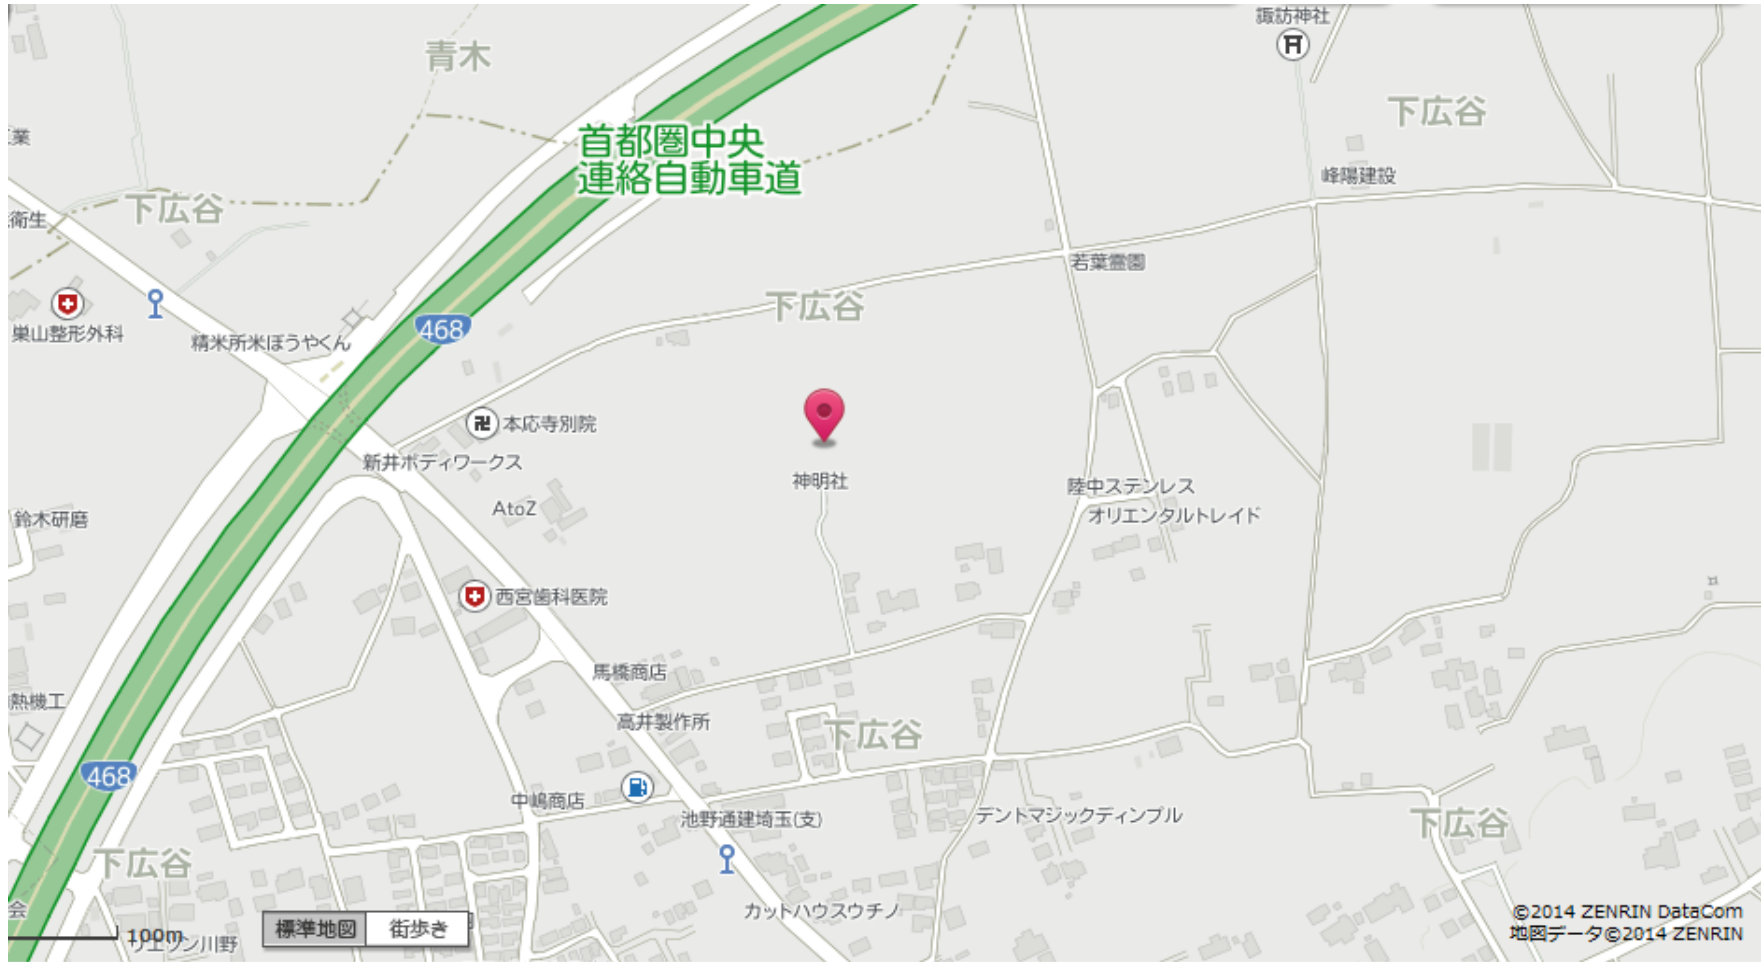 諏訪神社
青木
下広谷
首都圏中央
連絡自動車道
業
峰陽建設
下広谷
衛生
若葉霊園
下広谷
468
巣山整形外科
精米所米ぼうやくん
本応寺別院
新井ボディワークス
神明社
陸中ステンレス
AtoZ
オリエンタルトレイド
鈴木研磨
西宮歯科医院
馬橋商店
熱機工
高井製作所
下広谷
468
中嶋商店
池野通建埼玉(支)
デントマジックディンプル
下広谷
下広谷
会
カットハウスウチノ
標準地図
街歩き
100m
©2014 ZENRIN DataCom
地図データ©2014 ZENRIN